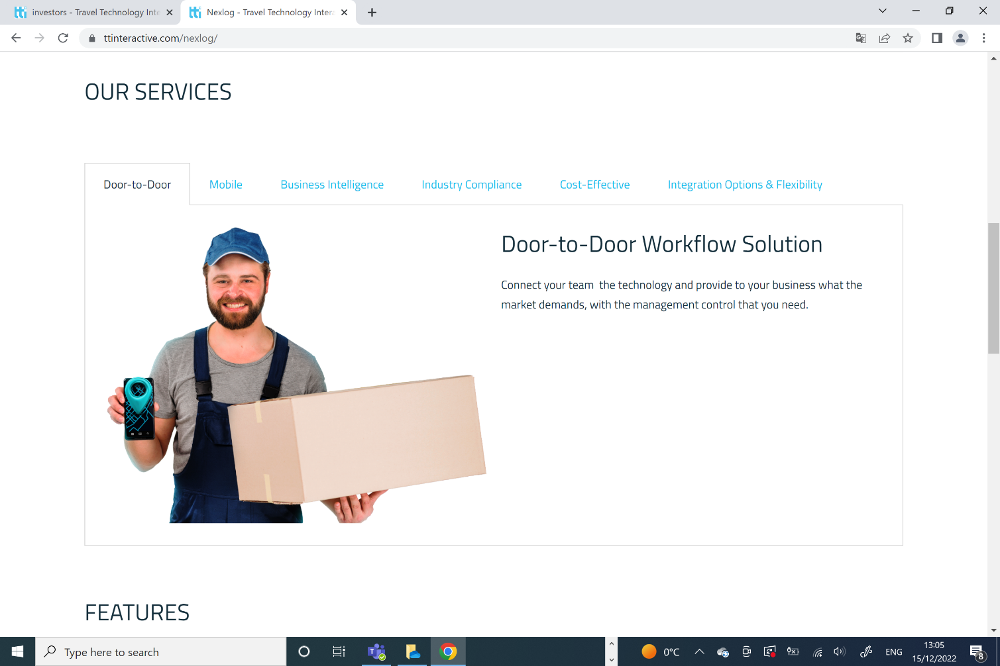 investors - Travel Technology Inte
Nexlog - Travel Technology Intera
ttinteractive.com/nexlog/
OUR SERVICES
Door-to-Door
Mobile
Business Intelligence
Industry Compliance
Cost-Effective
Integration Options & Flexibility
Door-to-Door Workflow Solution
Connect your team the technology and provide to your business what the
market demands, with the management control that you need.
FEATURES
Type here to search
0°C
ENG
13:05
15/12/2022
8